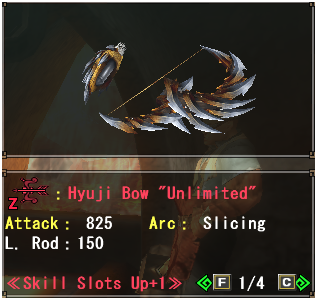 Z : Hyuji Bow "Unlimited"
Attack : 825 Arc : Slicing
L. Rod : 150
≪Skill Slots Up+1≫ F 1/4 C